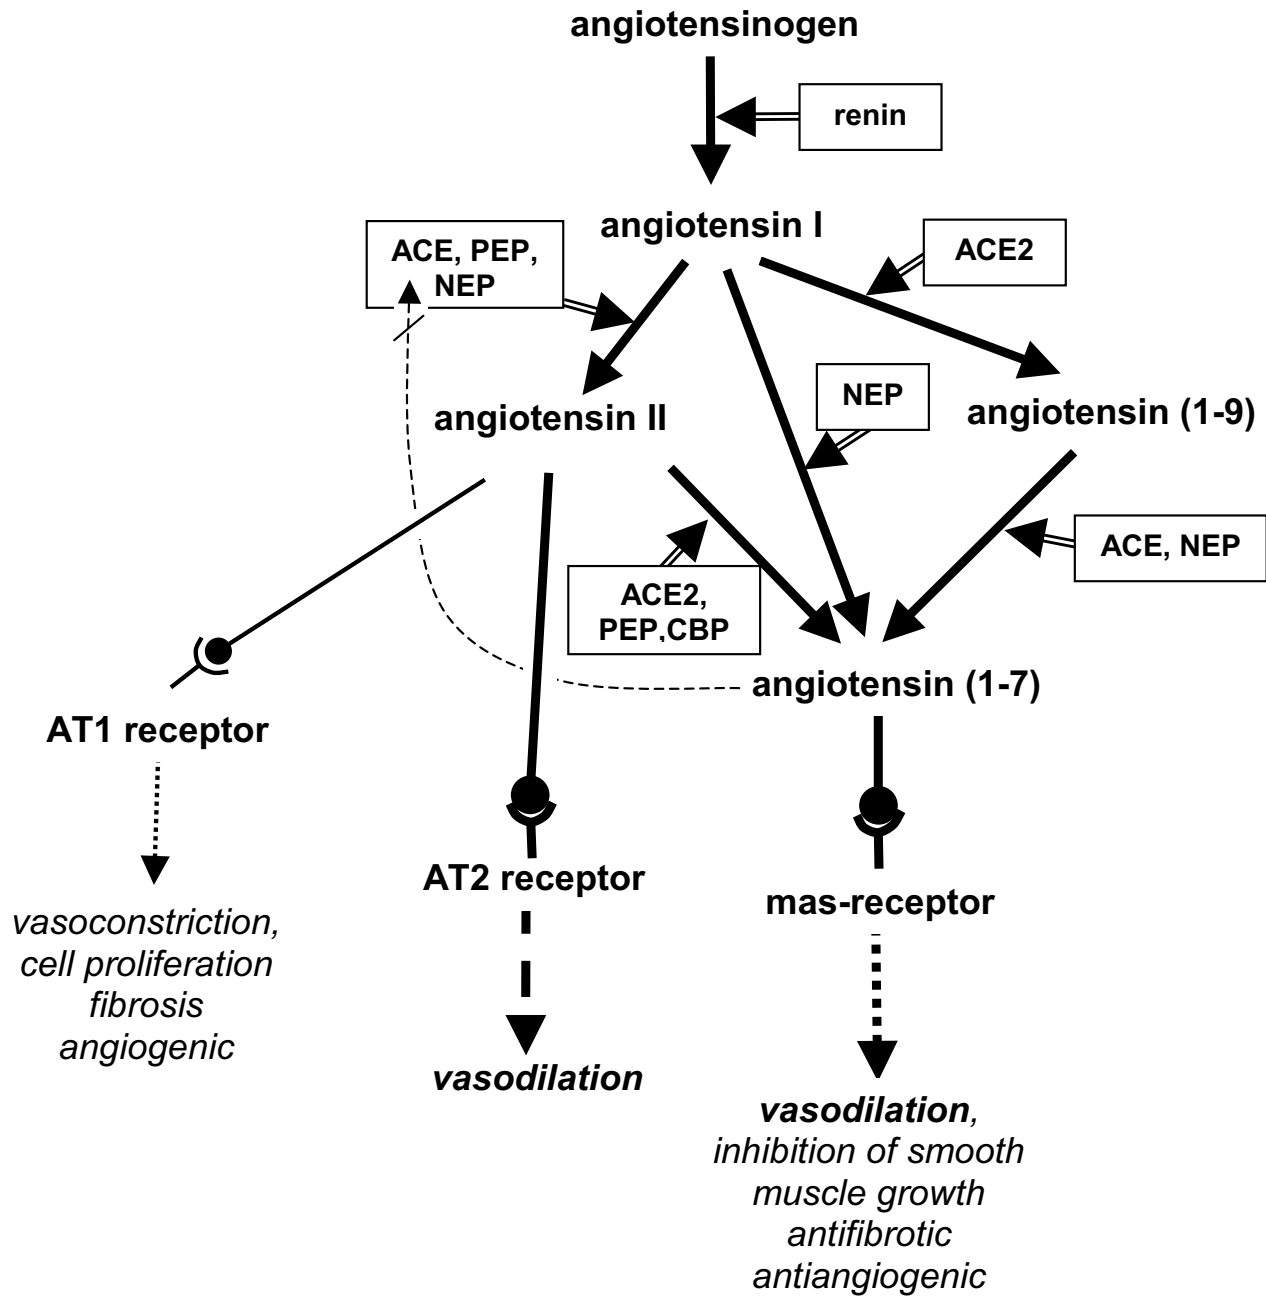 angiotensinogen
renin
angiotensin I
ACE, PEP,
NEP
ACE2
NEP
angiotensin II
angiotensin (1-9)
ACE, NEP
ACE2,
PEP,CBP
angiotensin (1-7)
AT1 receptor
AT2 receptor
mas-receptor
vasoconstriction,
cell proliferation
fibrosis
angiogenic
vasodilation
vasodilation,
inhibition of smooth
muscle growth
antifibrotic
antiangiogenic